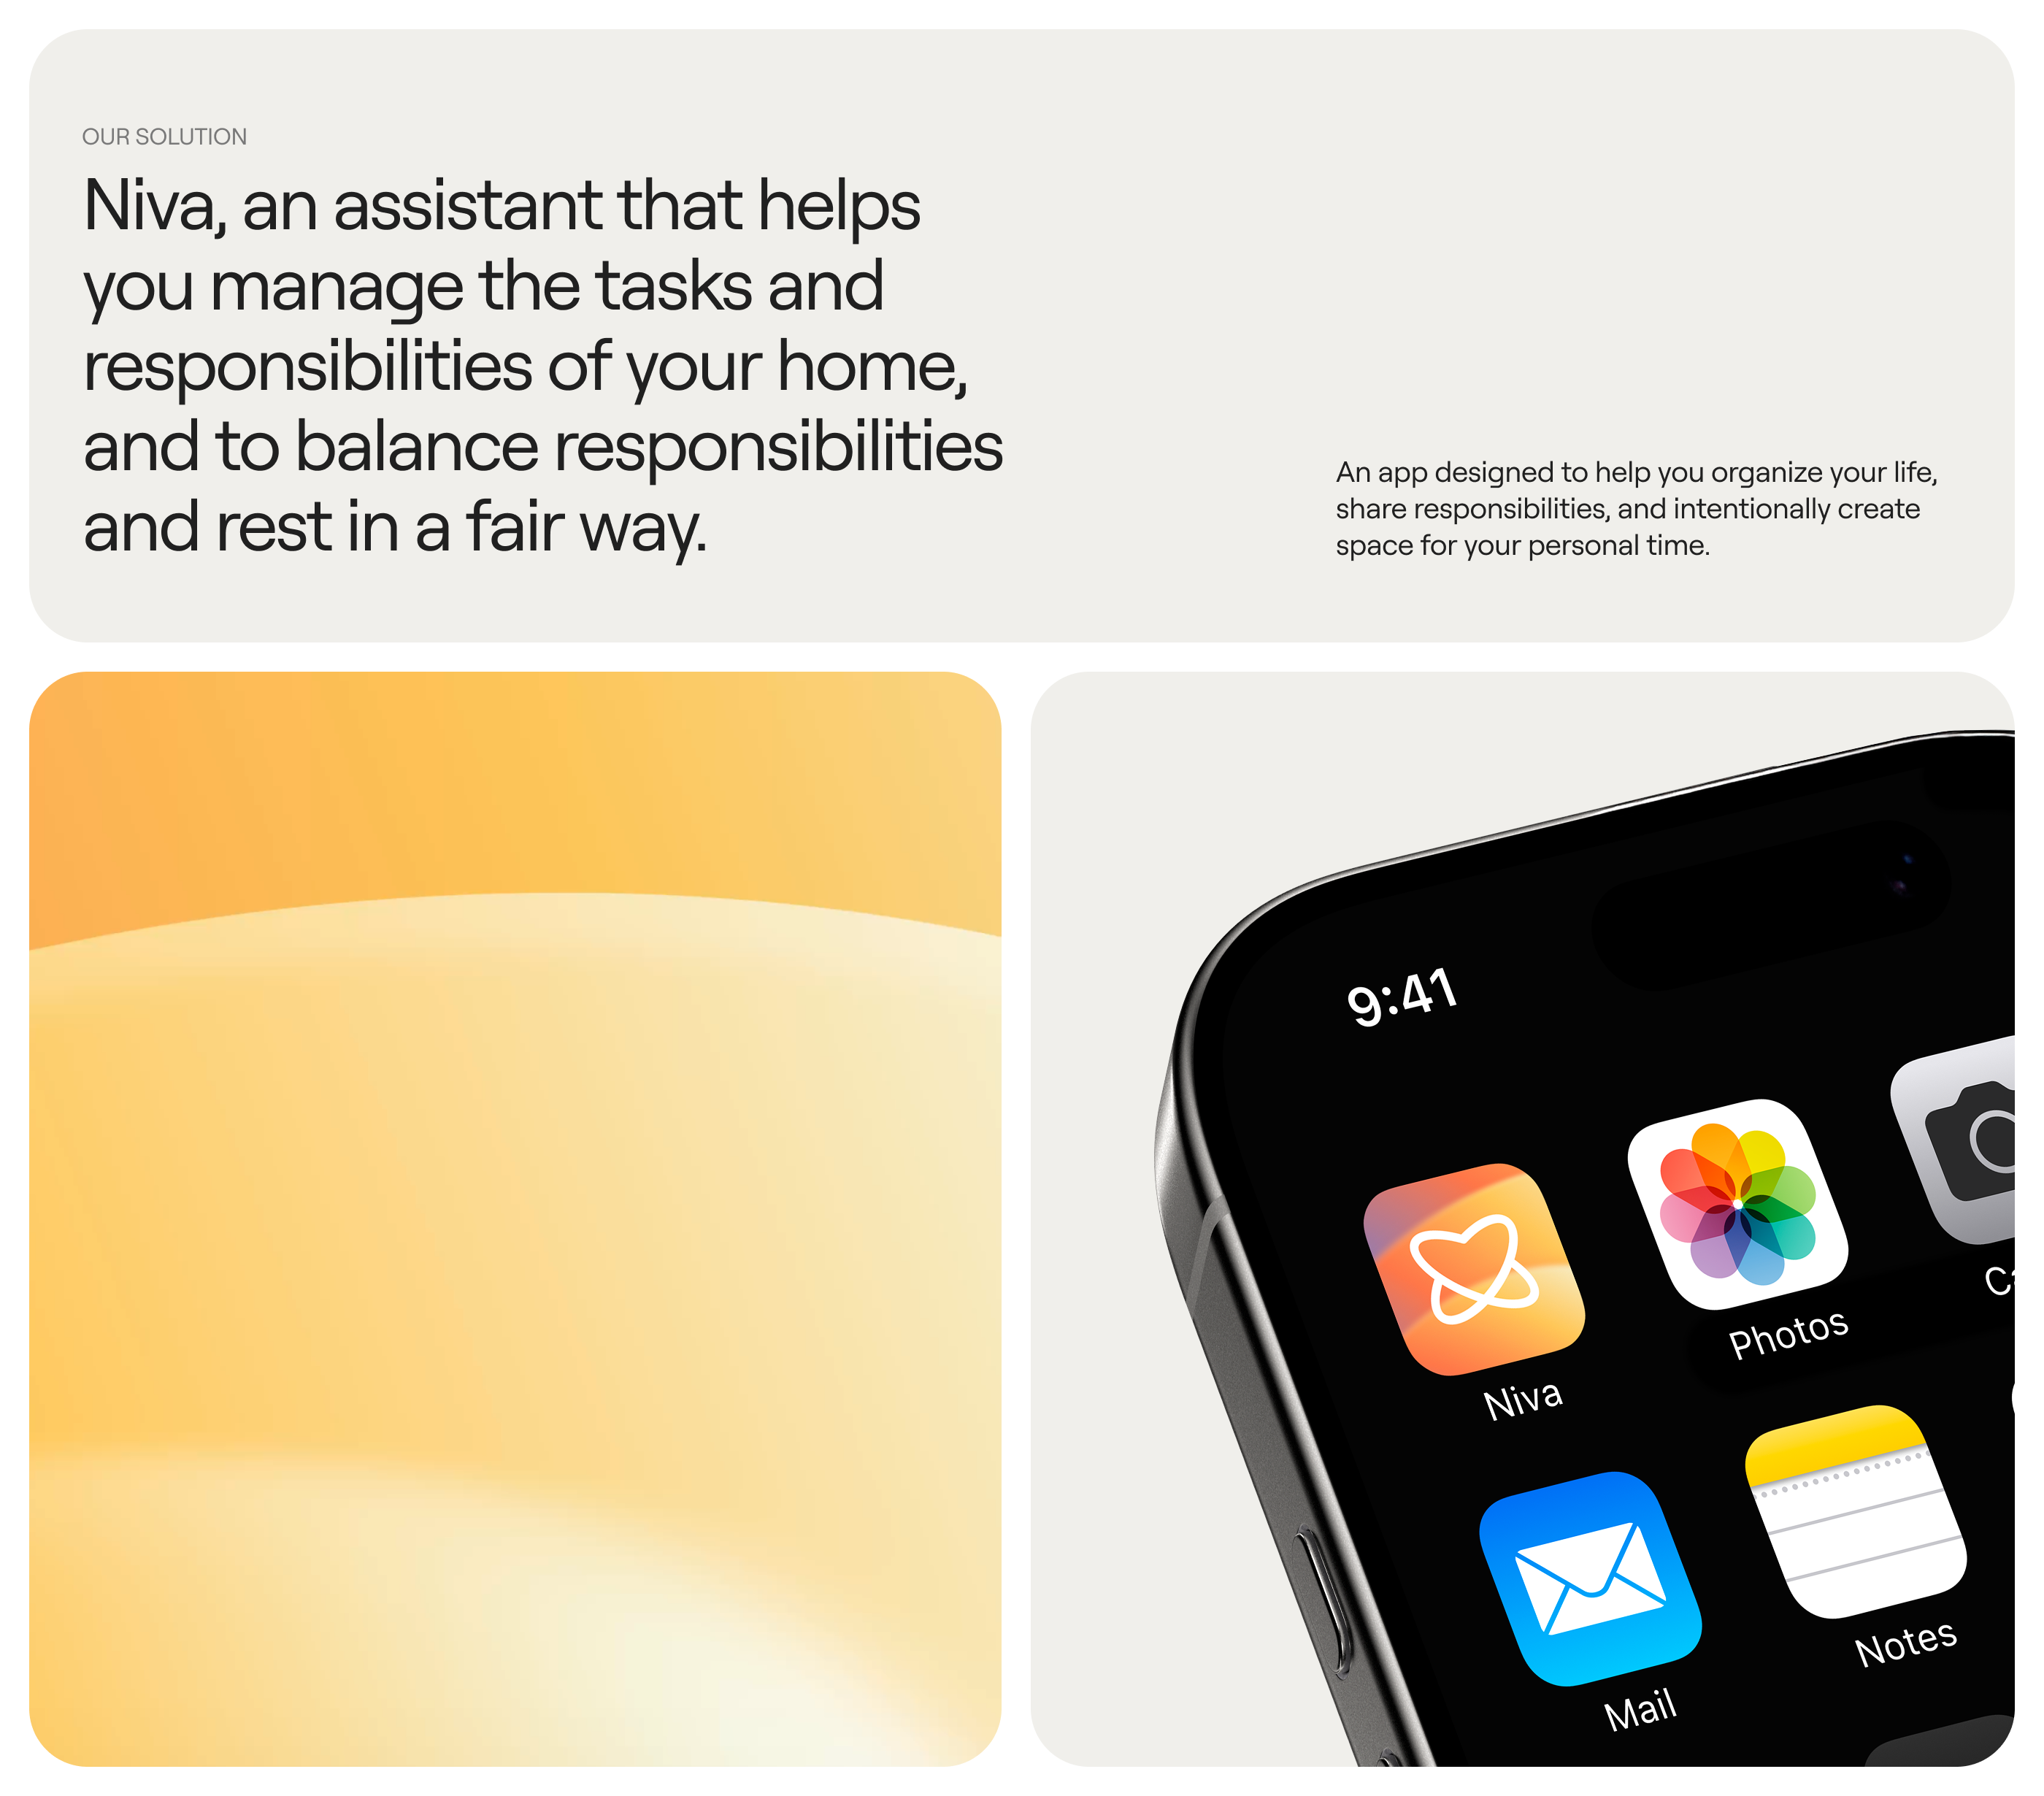 OUR SOLUTION
Niva, an assistant that helps
you manage the tasks and
responsibilities of your home,
and to balance responsibilities
and rest in a fair way.
An app designed to help you organize your life,
share responsibilities, and intentionally create
space for your personal time.
9:41
Niva
Photos
Mail
Notes